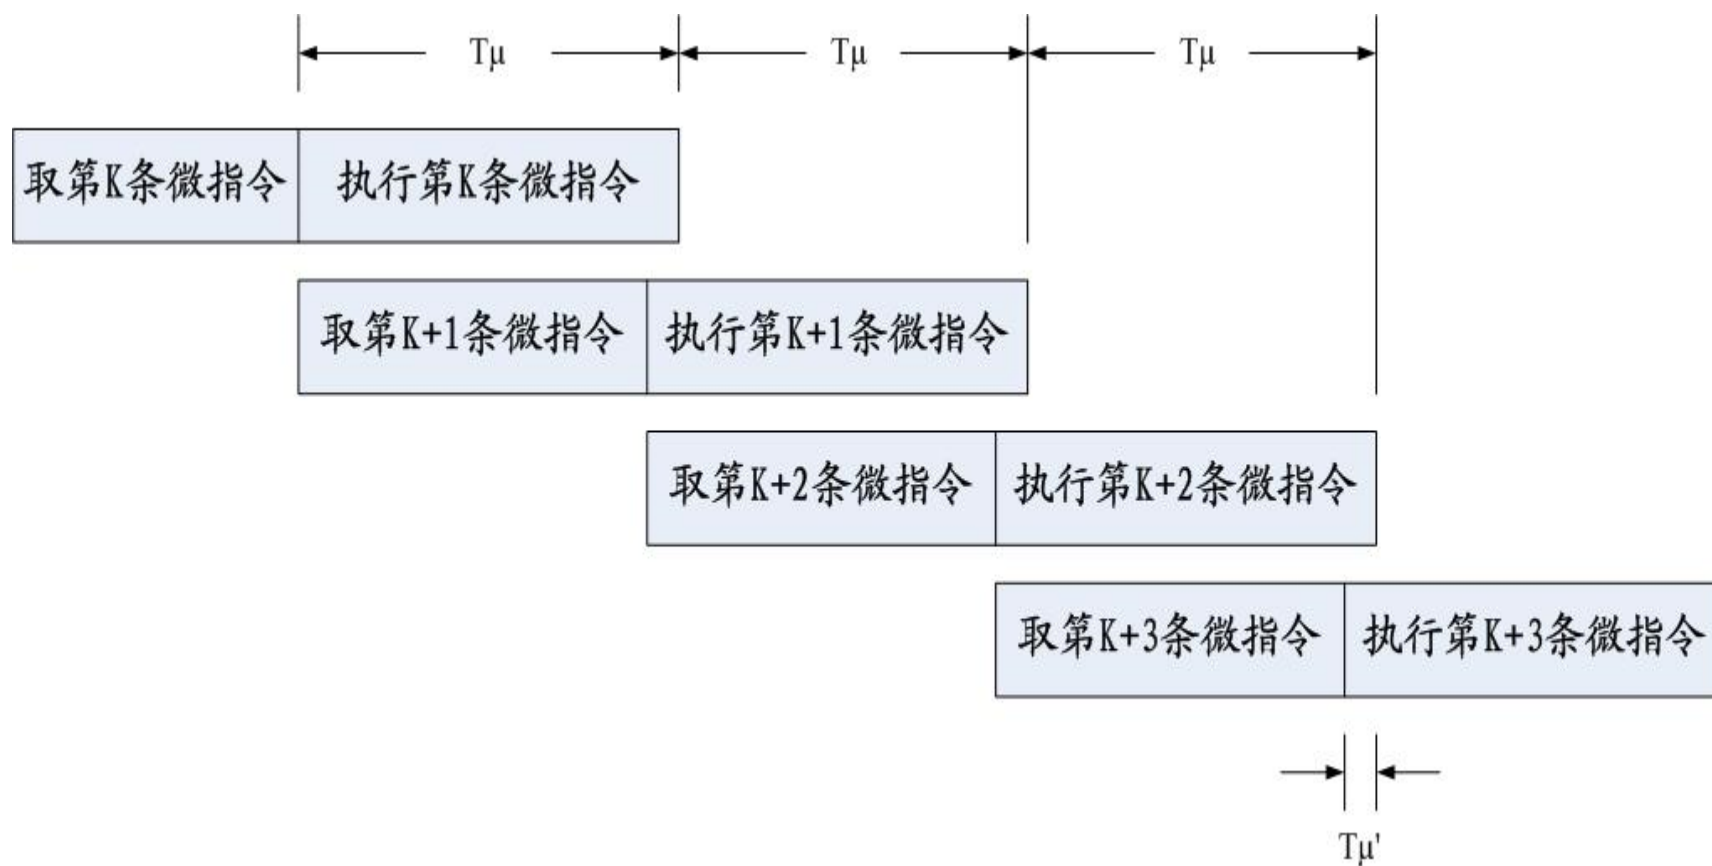 Tμ
Tμ
Tμ
取第K条微指令
执行第K条微指令
取第K+1条微指令
执行第K+1条微指令
取第K+2条微指令
执行第K+2条微指令
取第K+3条微指令
执行第K+3条微指令
Tμ'